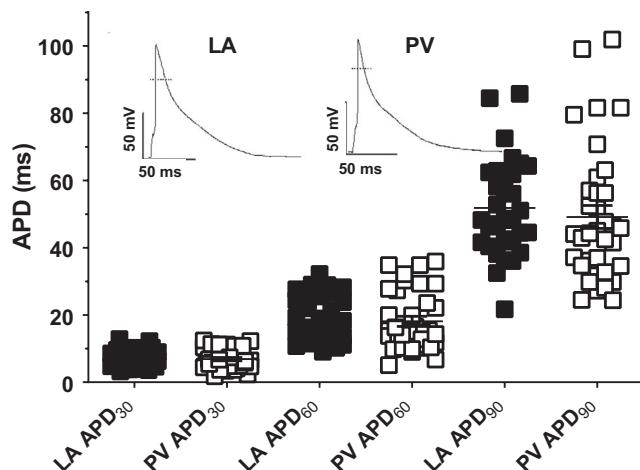 LA
PV
50 mV
50 ms
50 mV
50 ms
APD (ms)
100
80
60
40
20
0
LA APD30
PV APD30
LA APD60
PV APD60
LA APD90
PV APD90